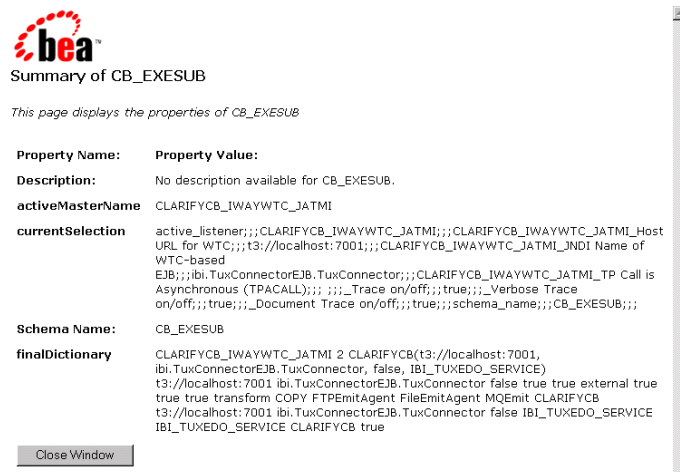 bea™
Summary of CB_EXESUB
This page displays the properties of CB_EXESUB
Property Name: Property Value:
Description: No description available for CB_EXESUB.
activeMasterName CLARIFYCB_IWAYWTC_JATMI
currentSelection active_listener;;;CLARIFYCB_IWAYWTC_JATMI;;;CLARIFYCB_IWAYWTC_JATMI_Host
URL for WTC;;;t3://localhost:7001;;;CLARIFYCB_IWAYWTC_JATMI_JNDI Name of
WTC-based
EJB;;;ibi.TuxConnectorEJB.TuxConnector;;;CLARIFYCB_IWAYWTC_JATMI_TP Call is
Asynchronous (TPACALL);;; ;;;_Trace on/off;;;true;;;_Verbose Trace
on/off;;;true;;;_Document Trace on/off;;;true;;;schema_name;;;CB_EXESUB;;;
Schema Name: CB_EXESUB
finalDictionary CLARIFYCB_IWAYWTC_JATMI 2 CLARIFYCB(t3://localhost:7001,
ibi.TuxConnectorEJB.TuxConnector, false, IBI_TUXEDO_SERVICE)
t3://localhost:7001 ibi.TuxConnectorEJB.TuxConnector false true true external true
true true transform COPY FTPEmitAgent FileEmitAgent MQEmit CLARIFYCB
t3://localhost:7001 ibi.TuxConnectorEJB.TuxConnector false IBI_TUXEDO_SERVICE
IBI_TUXEDO_SERVICE CLARIFYCB true
Close Window